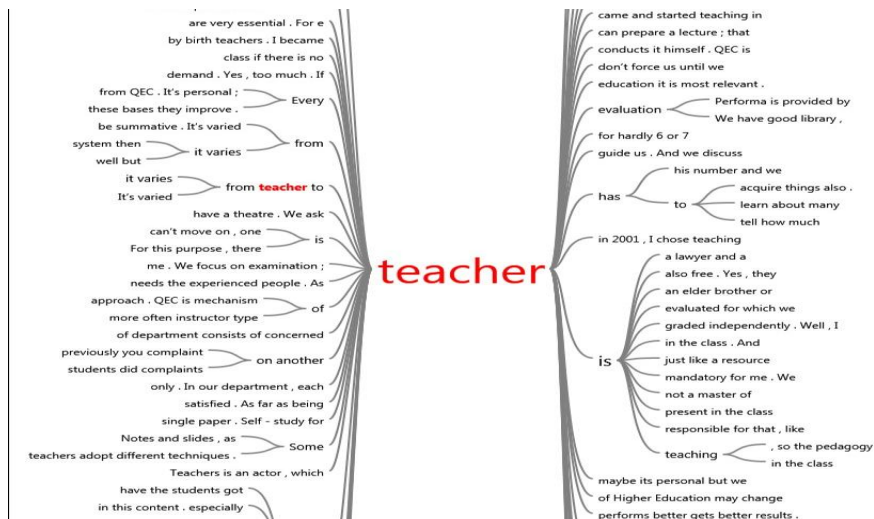 are very essential . For e
by birth teachers . I became
class if there is no
demand . Yes , too much . If
from QEC . It's personal ;
these bases they improve .
Every
be summative . It's varied
system then
well but
it varies
from
it varies
It's varied
from teacher to
have a theatre . We ask
can't move on , one
For this purpose , there
is
me . We focus on examination ;
needs the experienced people . As
approach . QEC is mechanism
more often instructor type
of
of department consists of concerned
previously you complaint
students did complaints
on another
only . In our department , each
satisfied . As far as being
single paper . Self - study for
Notes and slides , as
teachers adopt different techniques .
Some
Teachers is an actor , which
have the students got
in this content . especially
teacher
came and started teaching in
can prepare a lecture ; that
conducts it himself . QEC is
don't force us until we
education it is most relevant .
evaluation
Performa is provided by
We have good library ,
for hardly 6 or 7
guide us . And we discuss
has
his number and we
to
acquire things also .
learn about many
tell how much
in 2001 , I chose teaching
is
a lawyer and a
also free . Yes , they
an elder brother or
evaluated for which we
graded independently . Well , I
in the class . And
just like a resource
mandatory for me . We
not a master of
present in the class
responsible for that , like
teaching
, so the pedagogy
in the class
maybe its personal but we
of Higher Education may change
performs better gets better results .